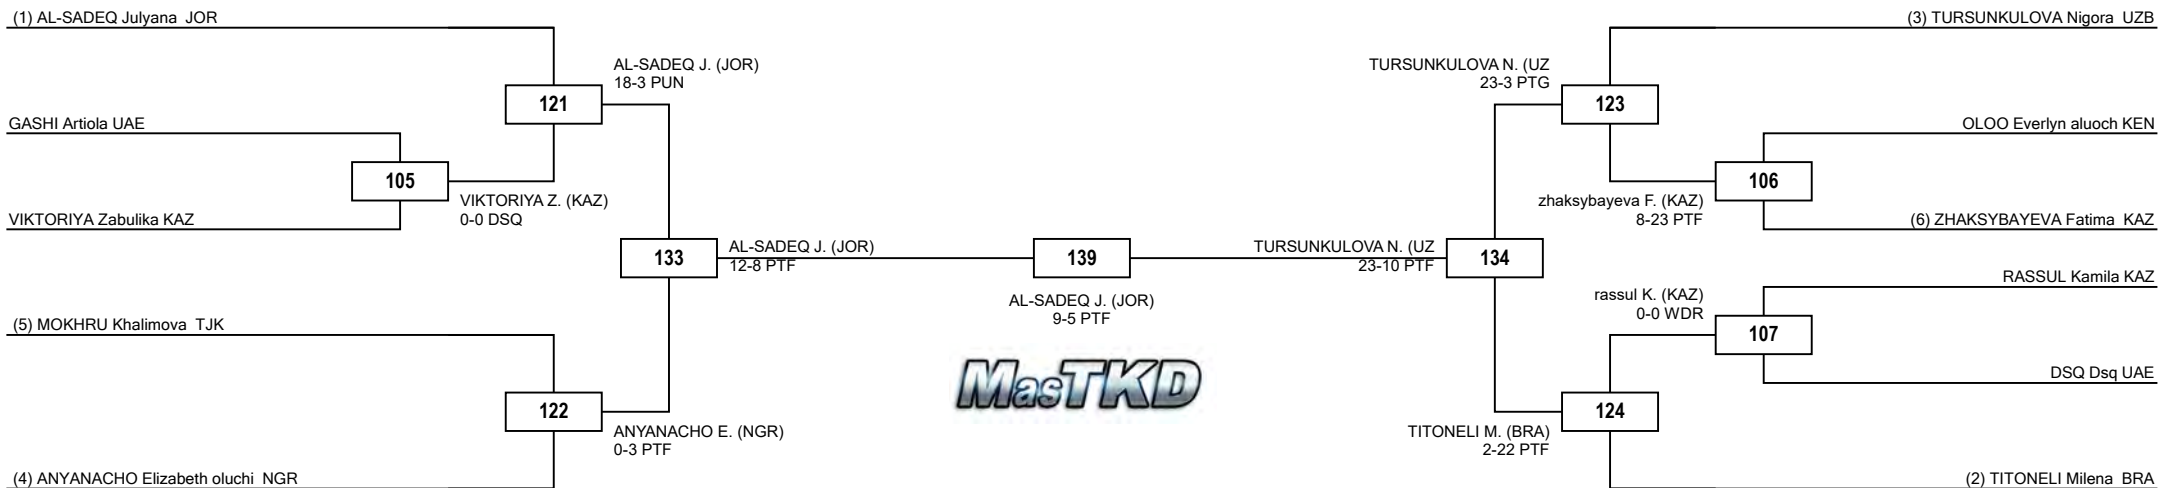 (1) AL-SADEQ Julyana  JOR
(3) TURSUNKULOVA Nigora  UZB
AL-SADEQ J. (JOR)
18-3 PUN
TURSUNKULOVA N. (UZ
23-3 PTG
121
123
GASHI Artiola UAE
OLOO Everlyn aluoch KEN
105
106
VIKTORIYA Z. (KAZ)
0-0 DSQ
zhaksybayeva F. (KAZ)
8-23 PTF
VIKTORIYA Zabulika KAZ
(6) ZHAKSYBAYEVA Fatima  KAZ
133
AL-SADEQ J. (JOR)
12-8 PTF
139
TURSUNKULOVA N. (UZ
23-10 PTF
134
AL-SADEQ J. (JOR)
9-5 PTF
RASSUL Kamila KAZ
rassul K. (KAZ)
0-0 WDR
107
(5) MOKHRU Khalimova  TJK
DSQ Dsq UAE
MasTKD
122
124
ANYANACHO E. (NGR)
0-3 PTF
TITONELI M. (BRA)
2-22 PTF
(4) ANYANACHO Elizabeth oluchi  NGR
(2) TITONELI Milena  BRA